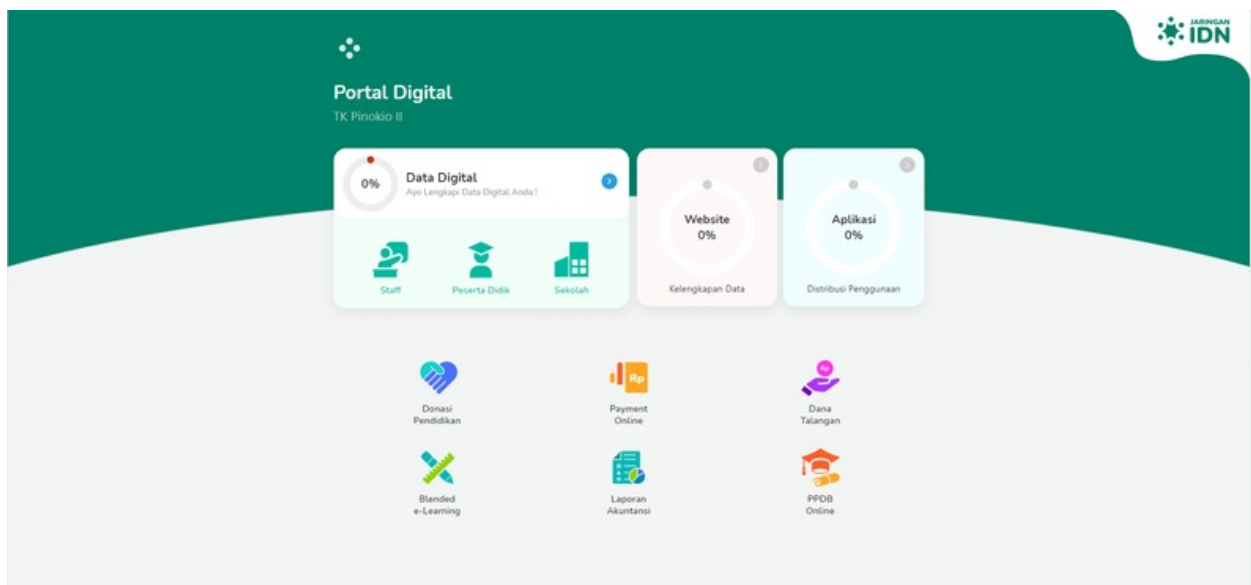 JARINGAN
IDN
Portal Digital
TK Pinokio II
0%
Data Digital
Ayo Lengkapi Data Digital Anda !
Staff
Peserta Didik
Sekolah
Website
0%
Kelengkapan Data
Aplikasi
0%
Distribusi Penggunaan
Donasi
Pendidikan
Rp
Payment
Online
Rp
Dana
Talangan
Blended
e-Learning
Laporan
Akuntansi
PPDB
Online